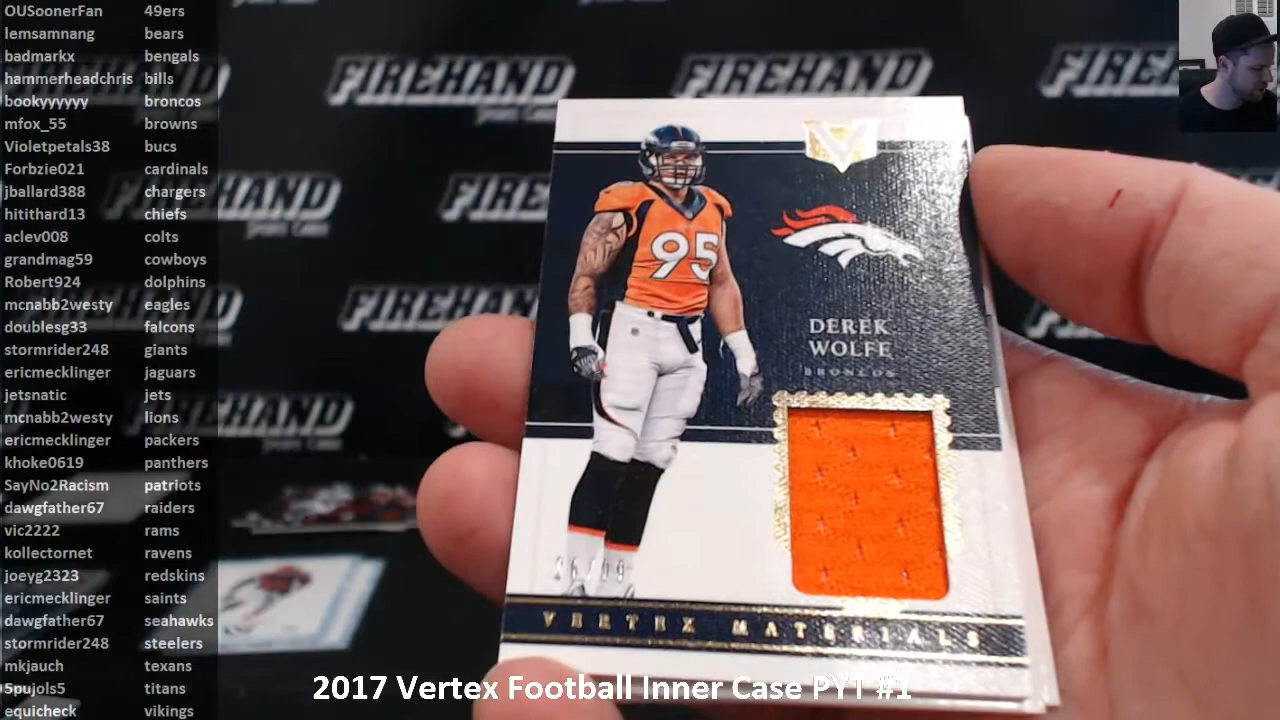 OUSoonerFan 49ers
lemsamnang bears
badmarkx bengals
hammerheadchris bills
bookyyyyyy broncos
mfox_55 browns
Violetpetals38 bucs
Forbzie021 cardinals
jballard388 chargers
hitithard13 chiefs
aclev008 colts
grandmag59 cowboys
Robert924 dolphins
mcnabb2westy eagles
doublesg33 falcons
stormrider248 giants
ericmecklinger jaguars
jetsnatic jets
mcnabb2westy lions
ericmecklinger packers
khoke0619 panthers
SayNo2Racism patriots
dawgfather67 raiders
vic2222 rams
kollectornet ravens
joeyg2323 redskins
ericmecklinger saints
dawgfather67 seahawks
stormrider248 steelers
mkjauch texans
5pujols5 titans
equicheck vikings
FIREHAND FIREHAND FIREHAND
FIREHAND FIREHAND
FIREHAND FIREHAND
FIREHAND
95
DEREK
WOLFE
BRONCOS
VERTEX MATERIALS
2017 Vertex Football Inner Case PYT #1